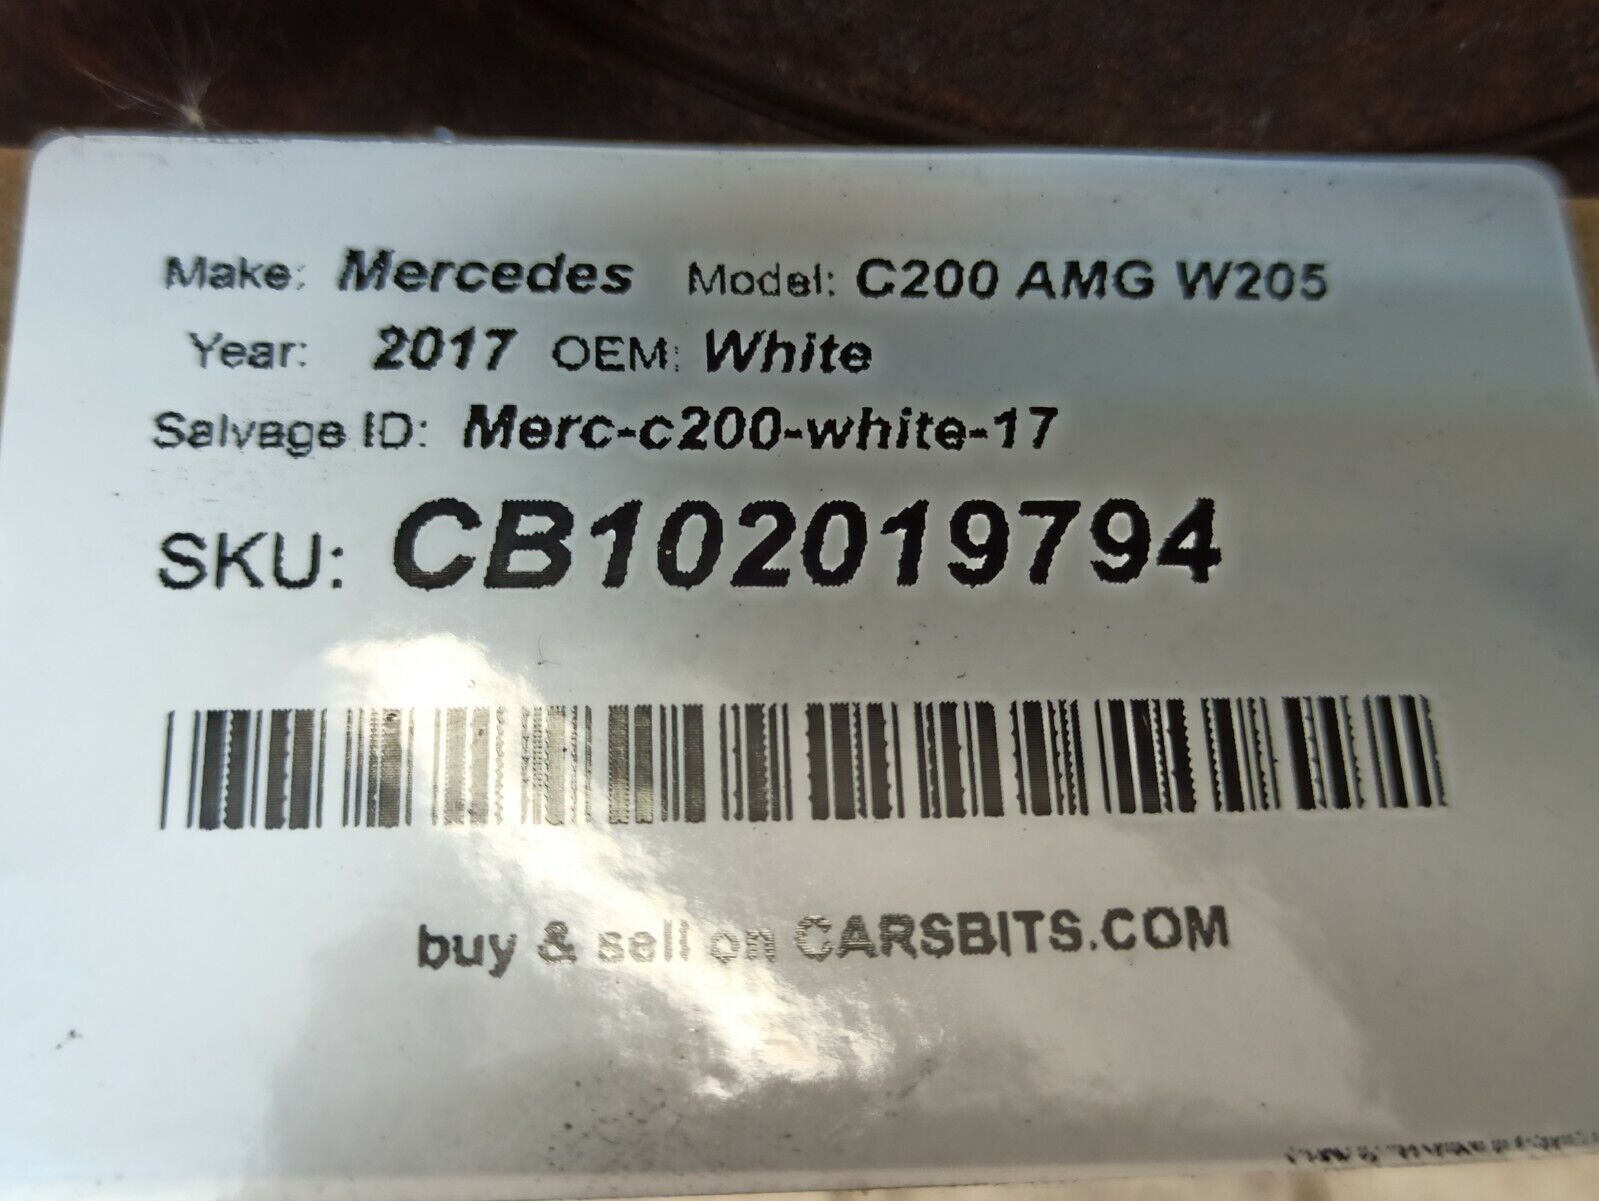 Make: Mercedes Model: C200 AMG W205
Year: 2017 OEM: White
Salvage ID: Merc-c200-white-17
SKU: CB102019794
buy & sell on CARSBITS.COM